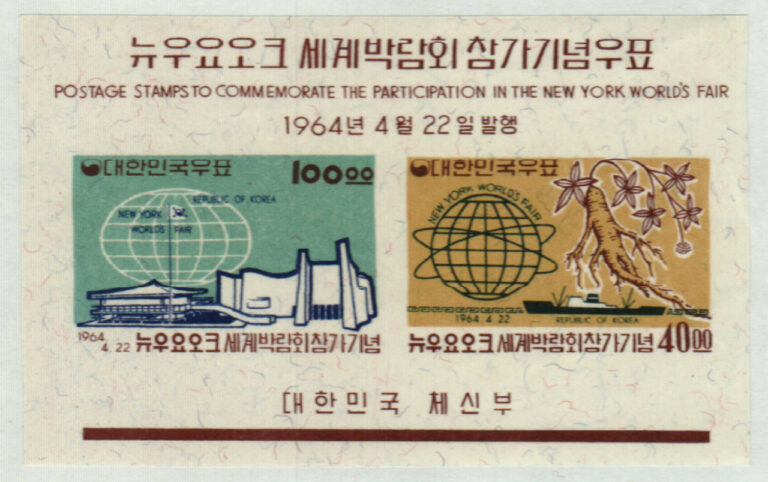 뉴우요오크 세계박람회 참가기념우표
POSTAGE STAMPS TO COMMEMORATE THE PARTICIPATION IN THE NEW YORK WORLD'S FAIR
1964년 4월 22일 발행
대한민국우표 100 00
REPUBLIC OF KOREA
NEW YORK
WORLD'S FAIR
1964. 4. 22 뉴우요오크 세계박람회 참가기념
대한민국우표
NEW YORK WORLD'S FAIR
1964 4. 22 REPUBLIC OF KOREA
뉴우요오크 세계박람회 참가기념 40 00
대한민국 체신부